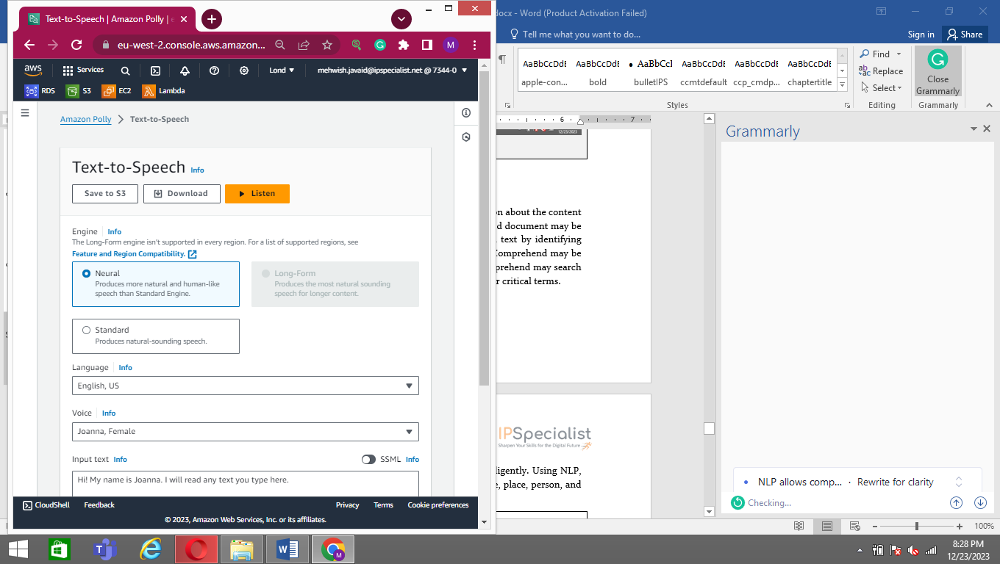 Text-to-Speech | Amazon Polly | e
.docx - Word (Product Activation Failed)
eu-west-2.console.aws.amazon...
M
Tell me what you want to do...
Sign in
Share
aws
Services
Lond
mehwish.javaid@ipspecialist.net @ 7344-0
RDS
S3
EC2
Lambda
AaBbCcDdE
AaBbCcDdE
AaBbCcI
AaBbCcDdE
AaBbCcDdE
AaBbCcDdE
apple-con...
bold
bulletIPS
ccmtdefault
ccp_cmdp...
chaptertitle
Styles
Find
Replace
Select
Editing
Close
Grammarly
Grammarly
6
7
Amazon Polly
Text-to-Speech
Text-to-Speech Info
Save to S3
Download
Listen
Engine Info
The Long-Form engine isn't supported in every region. For a list of supported regions, see
Feature and Region Compatibility.
Neural
Produces more natural and human-like
speech than Standard Engine.
Long-Form
Produces the most natural sounding
speech for longer content.
Standard
Produces natural-sounding speech.
Language Info
English, US
Voice Info
Joanna, Female
Input text Info
SSML Info
Hi! My name is Joanna. I will read any text you type here.
CloudShell
Feedback
Privacy
Terms
Cookie preferences
© 2023, Amazon Web Services, Inc. or its affiliates.
12/23/2023
n about the content
d document may be
text by identifying
Comprehend may be
prehend may search
r critical terms.
IPSpecialist
Sharpen Your Skills for the Digital Future
ligently. Using NLP,
e, place, person, and
Grammarly
NLP allows comp... · Rewrite for clarity
Checking...
100%
8:28 PM
12/23/2023